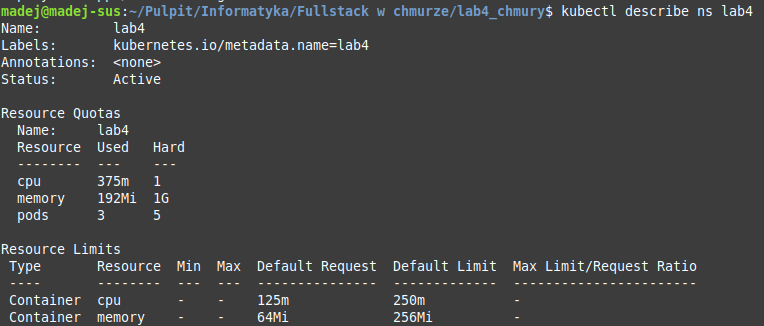 madej@madej-sus:~/Pulpit/Informatyka/Fullstack w chmurze/lab4_chmury$ kubectl describe ns lab4
Name:         lab4
Labels:       kubernetes.io/metadata.name=lab4
Annotations:  <none>
Status:       Active

Resource Quotas
  Name:     lab4
  Resource  Used   Hard
  --------  ---    ---
  cpu       375m   1
  memory    192Mi  1G
  pods      3      5

Resource Limits
 Type       Resource  Min  Max  Default Request  Default Limit  Max Limit/Request Ratio
 ----       --------  ---  ---  ---------------  -------------  -----------------------
 Container  cpu       -    -    125m             250m           -
 Container  memory    -    -    64Mi             256Mi          -